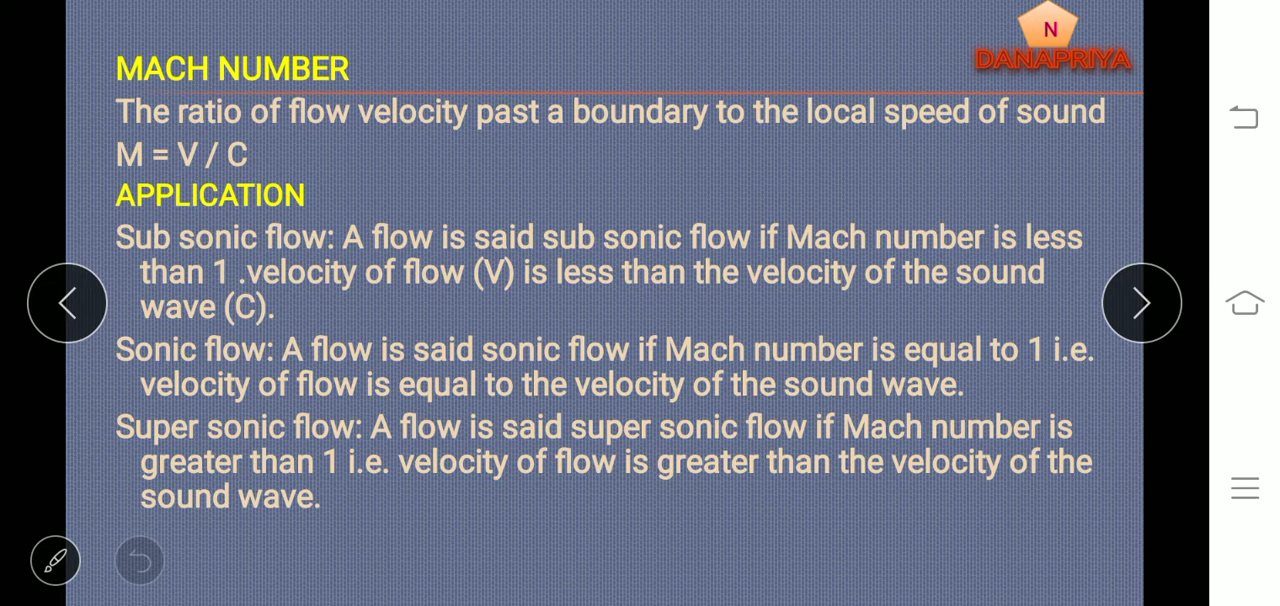 N
DANAPRIYA
MACH NUMBER
The ratio of flow velocity past a boundary to the local speed of sound
M = V / C
APPLICATION
Sub sonic flow: A flow is said sub sonic flow if Mach number is less
than 1 .velocity of flow (V) is less than the velocity of the sound
wave (C).
Sonic flow: A flow is said sonic flow if Mach number is equal to 1 i.e.
velocity of flow is equal to the velocity of the sound wave.
Super sonic flow: A flow is said super sonic flow if Mach number is
greater than 1 i.e. velocity of flow is greater than the velocity of the
sound wave.